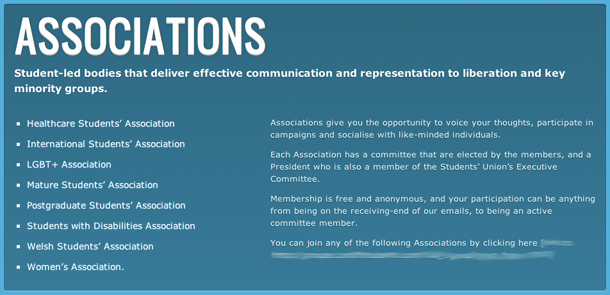 ASSOCIATIONS
Student-led bodies that deliver effective communication and representation to liberation and key
minority groups.
Healthcare Students' Association
International Students' Association
LGBT+ Association
Mature Students' Association
Postgraduate Students' Association
Students with Disabilities Association
Welsh Students' Association
Women's Association.
Associations give you the opportunity to voice your thoughts, participate in
campaigns and socialise with like-minded individuals.
Each Association has a committee that are elected by the members, and a
President who is also a member of the Students' Union's Executive
Committee.
Membership is free and anonymous, and your participation can be anything
from being on the receiving-end of our emails, to being an active
committee member.
You can join any of the following Associations by clicking here